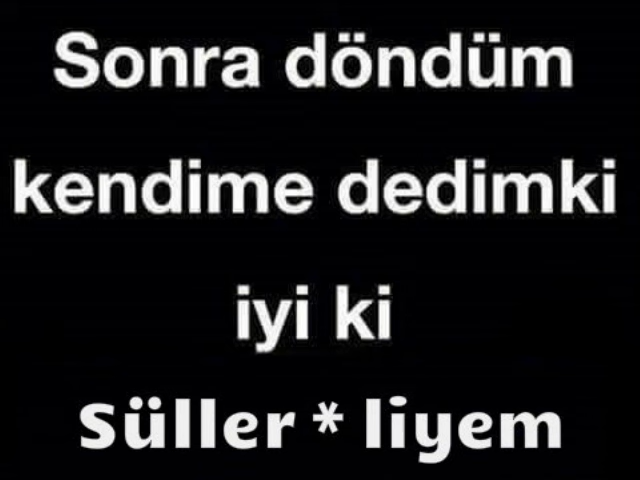 Sonra döndüm
kendime dedimki
iyi ki
Süller * liyem